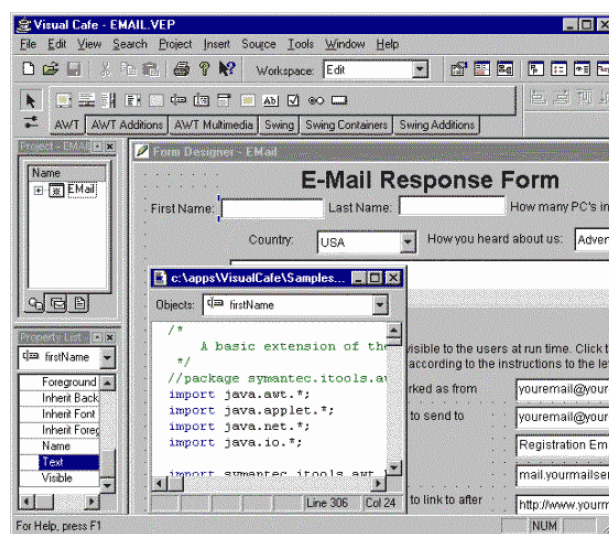 Visual Cafe - EMAIL.VEP
File Edit View Search Project Insert Source Tools Window Help
Workspace: Edit
AWT AWT Additions AWT Multimedia Swing Swing Containers Swing Additions
Project - EMAI
Name
EMail
Form Designer - EMail
E-Mail Response Form
First Name: Last Name: How many PC's in
Country: USA How you heard about us: Adver
c:\apps\VisualCafe\Samples...
Objects: firstName
/*
A basic extension of the
*/
//package symantec.itools.aw
import java.awt.*;
import java.applet.*;
import java.net.*;
import java.io.*;
import symantec.itools.awt
Line 306 Col 24
Property List -
firstName
Foreground
Inherit Back
Inherit Font
Inherit Foreg
Name
Text
Visible
visible to the users at run time. Click t
according to the instructions to the le
rked as from youremail@your
to send to youremail@your
Registration Em
mail.yourmailser
to link to after http://www.yourm
For Help, press F1 NUM